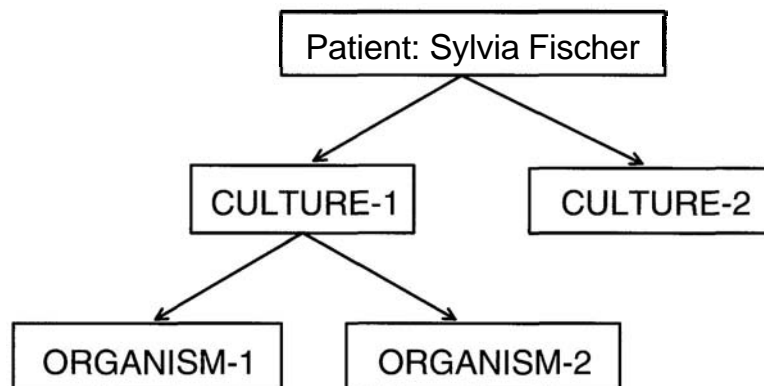 Patient: Sylvia Fischer
CULTURE-1
CULTURE-2
ORGANISM-1
ORGANISM-2